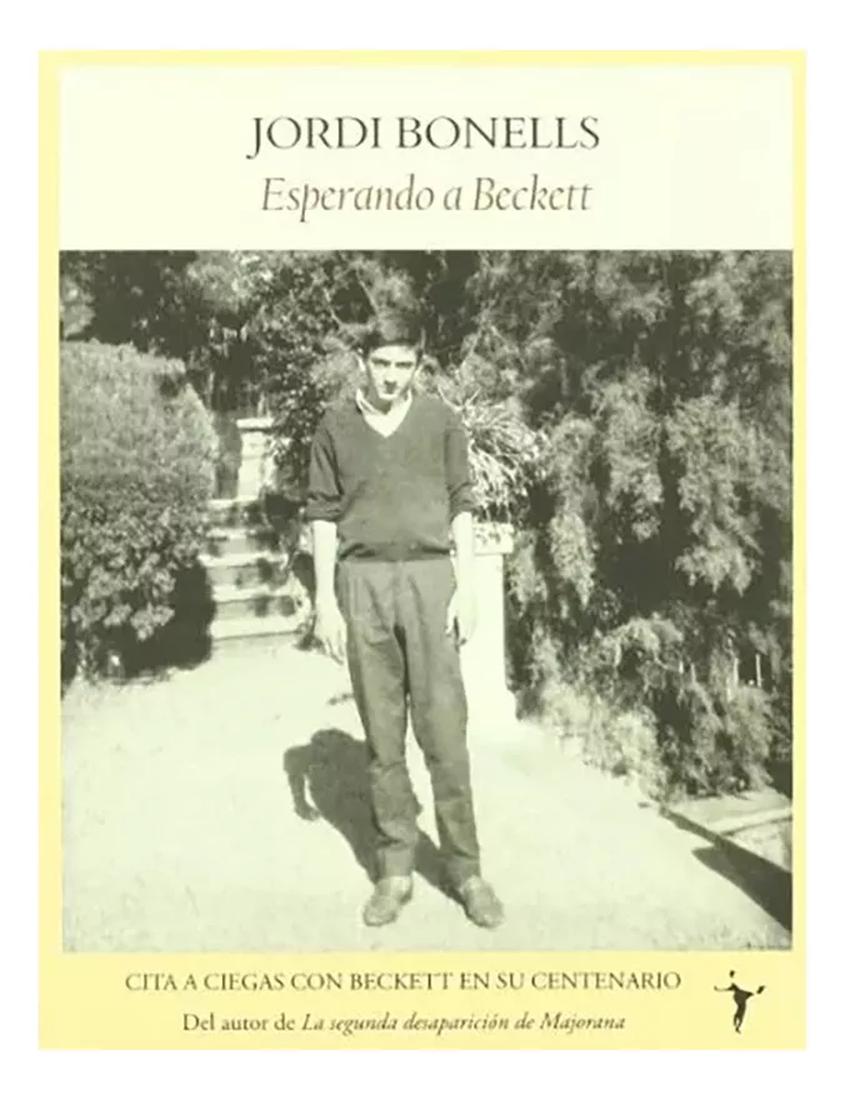 JORDI BONELLS
Esperando a Beckett
CITA A CIEGAS CON BECKETT EN SU CENTENARIO
Del autor de La segunda desaparición de Majorana